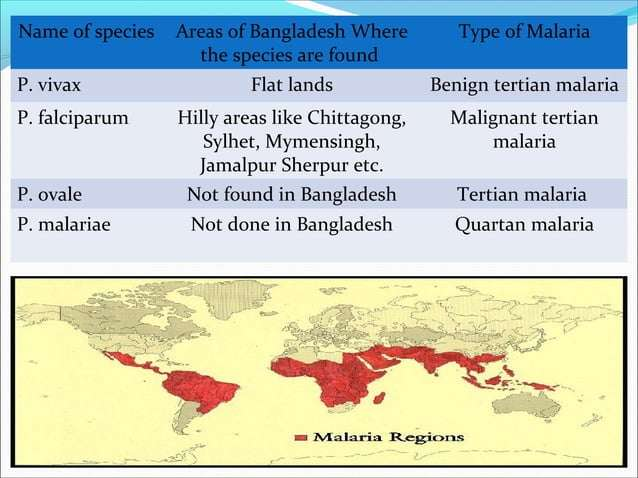 Name of species Areas of Bangladesh Where Type of Malaria
the species are found
P. vivax Flat lands Benign tertian malaria
P. falciparum Hilly areas like Chittagong, Malignant tertian
Sylhet, Mymensingh, malaria
Jamalpur Sherpur etc.
P. ovale Not found in Bangladesh Tertian malaria
P. malariae Not done in Bangladesh Quartan malaria
Malaria Regions